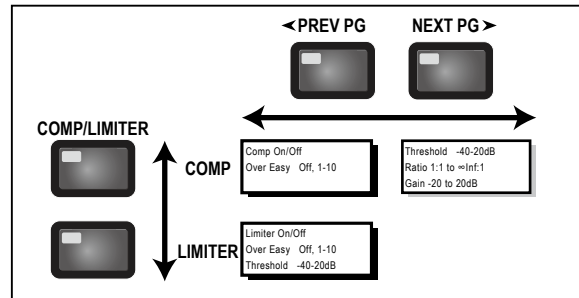 <PREV PG NEXT PG>
COMP/LIMITER
COMP
Comp On/Off
Over Easy Off, 1-10
Threshold -40-20dB
Ratio 1:1 to ∞Inf:1
Gain -20 to 20dB
LIMITER
Limiter On/Off
Over Easy Off, 1-10
Threshold -40-20dB